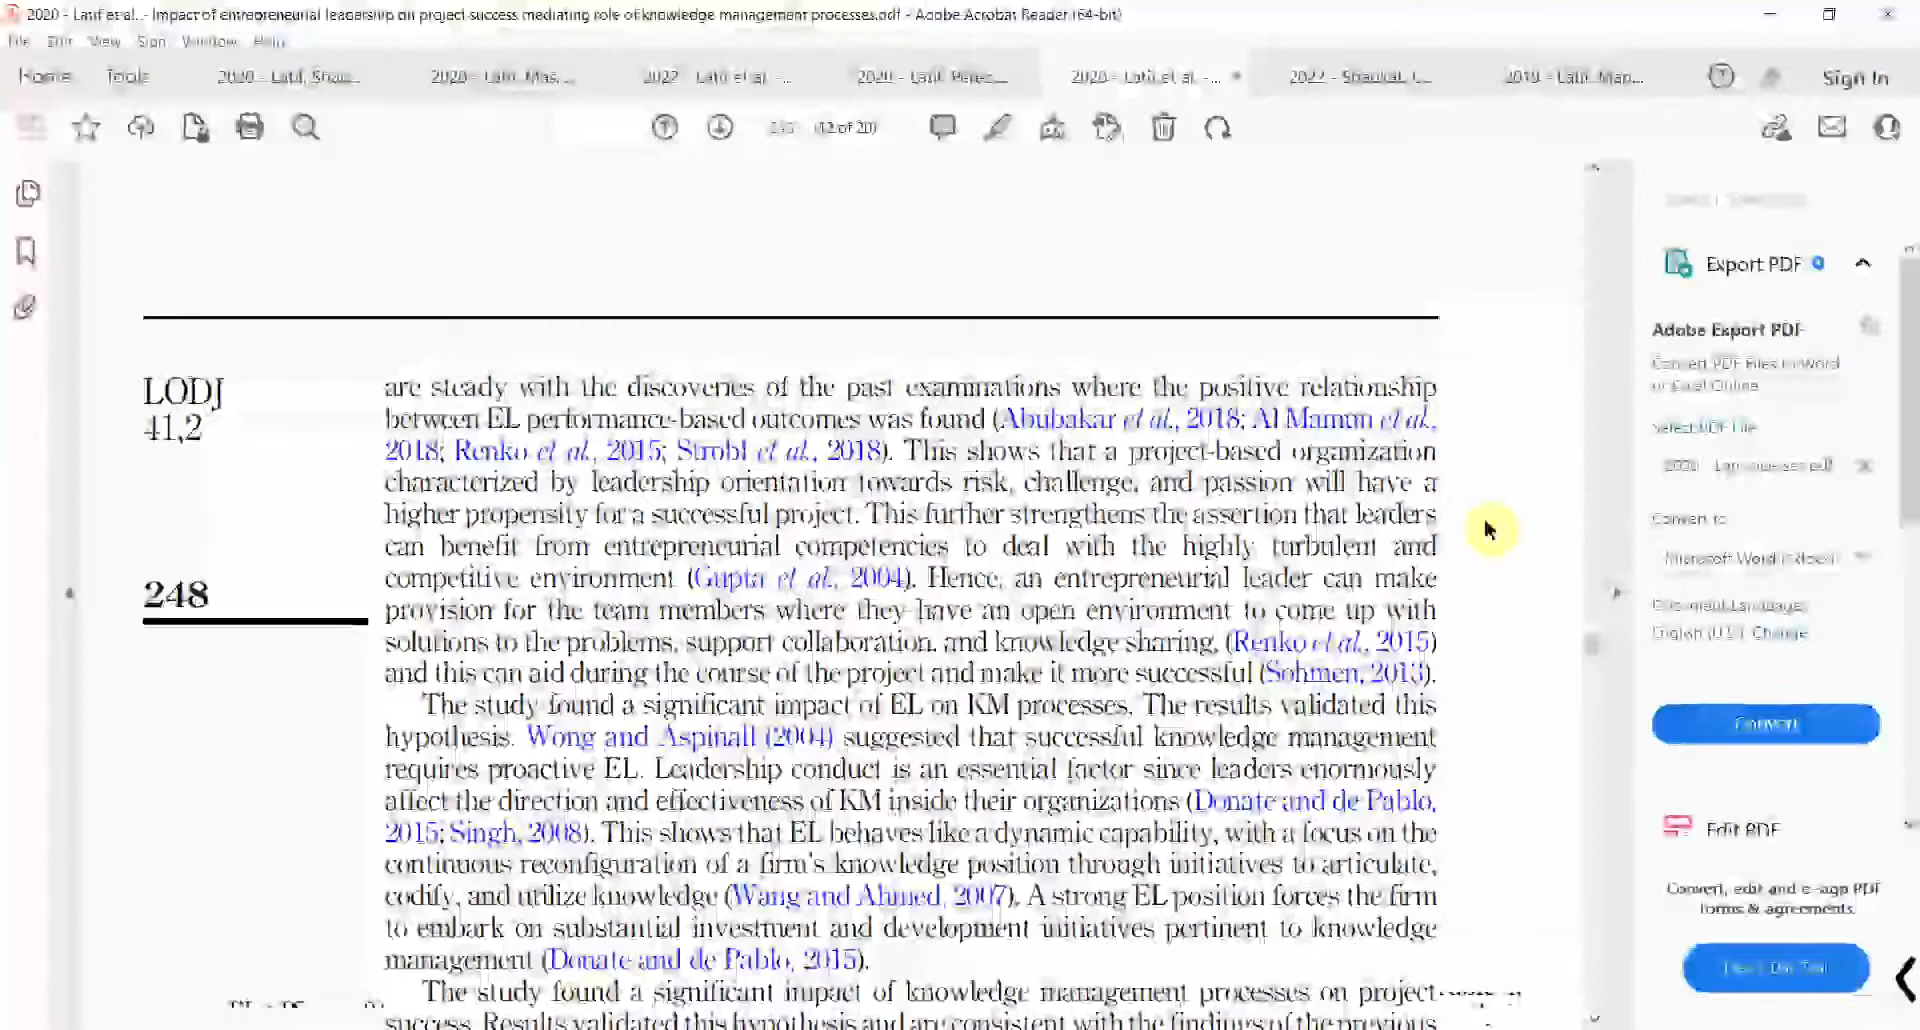 2020 - Latif et al. - Impact of entrepreneurial leadership on project success mediating role of knowledge management processes.pdf - Adobe Acrobat Reader (64-bit)
File Edit View Sign Window Help
Home Tools 2020 - Latif, Shau... 2020 - Latif, Mas,... 2022 - Latif et al. - ... 2020 - Latif, Peres,... 2020 - Latif et al. - ... 2022 - Shaukat, L... 2019 - Latif, Man... Sign In
(12 of 20)
Export PDF
Adobe Export PDF
Convert PDF Files to Word
or Excel Online
Select PDF File
Convert to
Microsoft Word (*.docx)
Document Language:
English (U.S.) Change
Convert
Edit PDF
Convert, edit and e-sign PDF
forms & agreements
LODJ
41,2
248
are steady with the discoveries of the past examinations where the positive relationship
between EL performance-based outcomes was found (Abubakar et al., 2018; Al Mamun et al.,
2018; Renko et al., 2015; Strobl et al., 2018). This shows that a project-based organization
characterized by leadership orientation towards risk, challenge, and passion will have a
higher propensity for a successful project. This further strengthens the assertion that leaders
can benefit from entrepreneurial competencies to deal with the highly turbulent and
competitive environment (Gupta et al., 2004). Hence, an entrepreneurial leader can make
provision for the team members where they have an open environment to come up with
solutions to the problems, support collaboration, and knowledge sharing, (Renko et al., 2015)
and this can aid during the course of the project and make it more successful (Sohmen, 2013).
The study found a significant impact of EL on KM processes. The results validated this
hypothesis. Wong and Aspinall (2004) suggested that successful knowledge management
requires proactive EL. Leadership conduct is an essential factor since leaders enormously
affect the direction and effectiveness of KM inside their organizations (Donate and de Pablo,
2015; Singh, 2008). This shows that EL behaves like a dynamic capability, with a focus on the
continuous reconfiguration of a firm's knowledge position through initiatives to articulate,
codify, and utilize knowledge (Wang and Ahmed, 2007). A strong EL position forces the firm
to embark on substantial investment and development initiatives pertinent to knowledge
management (Donate and de Pablo, 2015).
The study found a significant impact of knowledge management processes on project
success. Results validated this hypothesis and are consistent with the findings of the previous